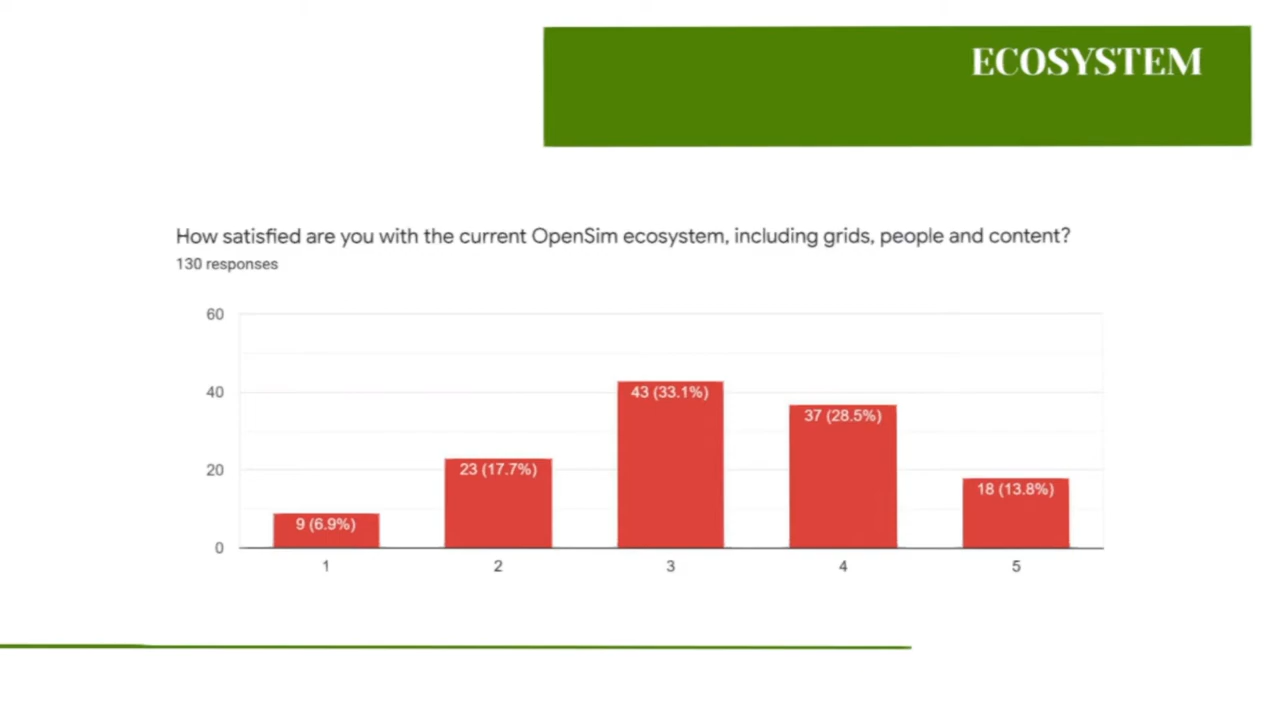 ECOSYSTEM
How satisfied are you with the current OpenSim ecosystem, including grids, people and content?
130 responses
60
40
20
0
9 (6.9%)
23 (17.7%)
43 (33.1%)
37 (28.5%)
18 (13.8%)
1 2 3 4 5